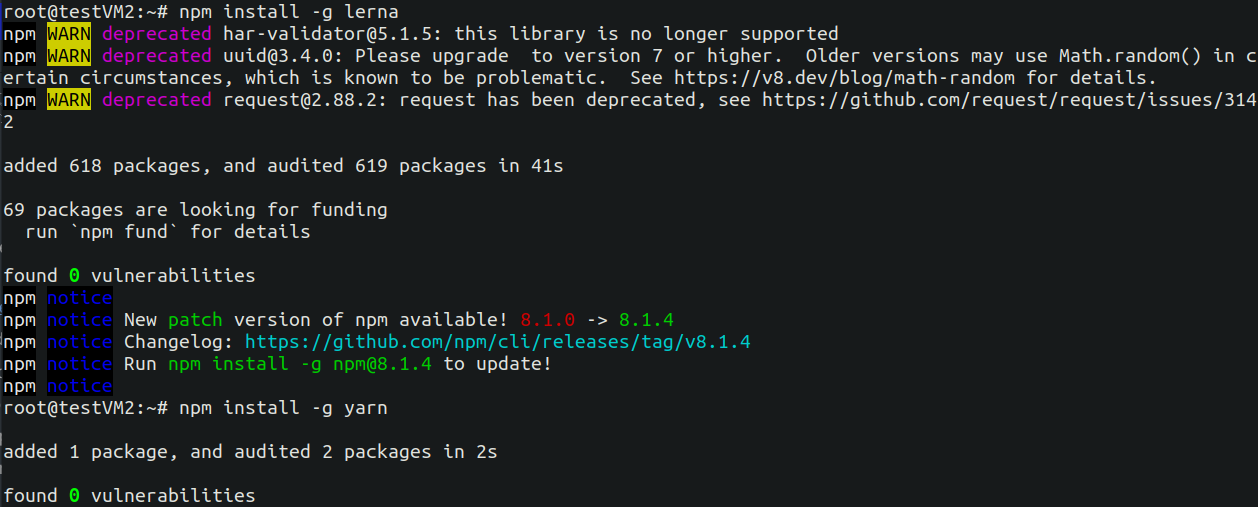 root@testVM2:~# npm install -g lerna
npm WARN deprecated har-validator@5.1.5: this library is no longer supported
npm WARN deprecated uuid@3.4.0: Please upgrade  to version 7 or higher.  Older versions may use Math.random() in c
ertain circumstances, which is known to be problematic.  See https://v8.dev/blog/math-random for details.
npm WARN deprecated request@2.88.2: request has been deprecated, see https://github.com/request/request/issues/314
2
added 618 packages, and audited 619 packages in 41s
69 packages are looking for funding
  run `npm fund` for details
found 0 vulnerabilities
npm notice
npm notice New patch version of npm available! 8.1.0 -> 8.1.4
npm notice Changelog: https://github.com/npm/cli/releases/tag/v8.1.4
npm notice Run npm install -g npm@8.1.4 to update!
npm notice
root@testVM2:~# npm install -g yarn
added 1 package, and audited 2 packages in 2s
found 0 vulnerabilities